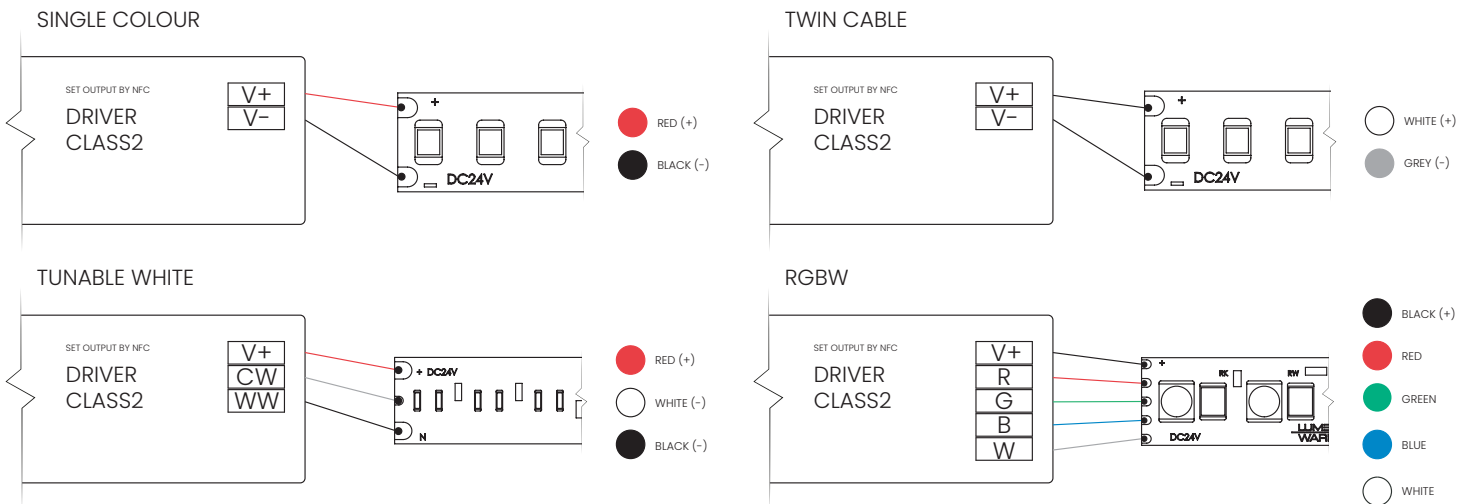 SINGLE COLOUR
SET OUTPUT BY NFC
DRIVER
CLASS2
V+
V-
+
DC24V
RED (+)
BLACK (-)
TWIN CABLE
SET OUTPUT BY NFC
DRIVER
CLASS2
V+
V-
+
DC24V
WHITE (+)
GREY (-)
TUNABLE WHITE
SET OUTPUT BY NFC
DRIVER
CLASS2
V+
CW
WW
+ DC24V
N
RED (+)
WHITE (-)
BLACK (-)
RGBW
SET OUTPUT BY NFC
DRIVER
CLASS2
V+
R
G
B
W
+
RK
RW
DC24V
BLACK (+)
RED
GREEN
BLUE
WHITE